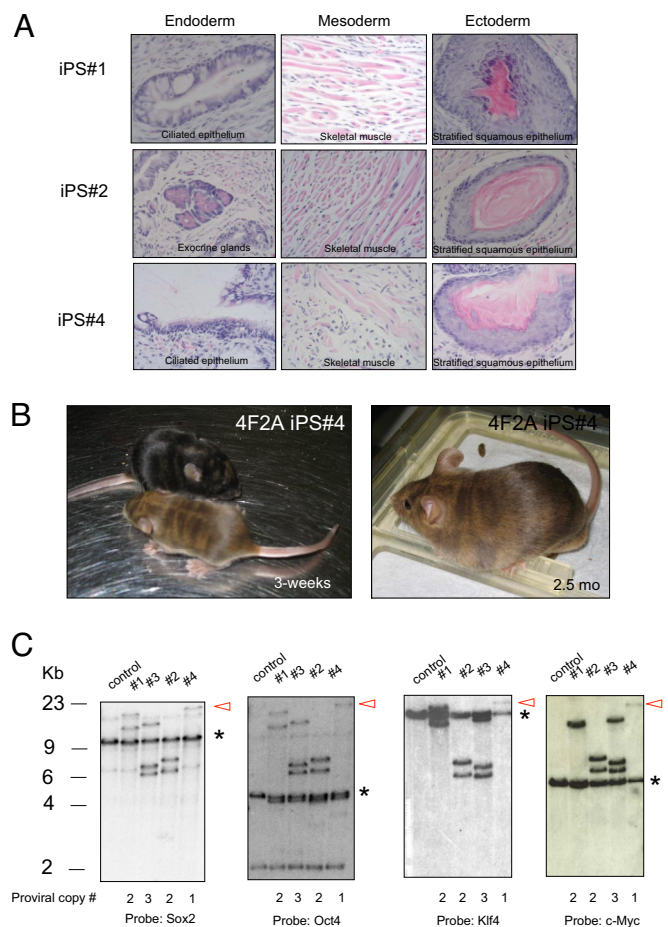 A
Endoderm Mesoderm Ectoderm
iPS#1
Ciliated epithelium Skeletal muscle Stratified squamous epithelium
iPS#2
Exocrine glands Skeletal muscle Stratified squamous epithelium
iPS#4
Ciliated epithelium Skeletal muscle Stratified squamous epithelium
B
4F2A iPS#4 4F2A iPS#4
3-weeks 2.5 mo
C
Kb
control #1 #3 #2 #4 control #1 #3 #2 #4 control #1 #2 #3 #4 control #1 #2 #3 #4
23
* * * *
9
6
4
2
Proviral copy # 2 3 2 1 2 3 2 1 2 2 3 1 2 2 3 1
Probe: Sox2 Probe: Oct4 Probe: Klf4 Probe: c-Myc